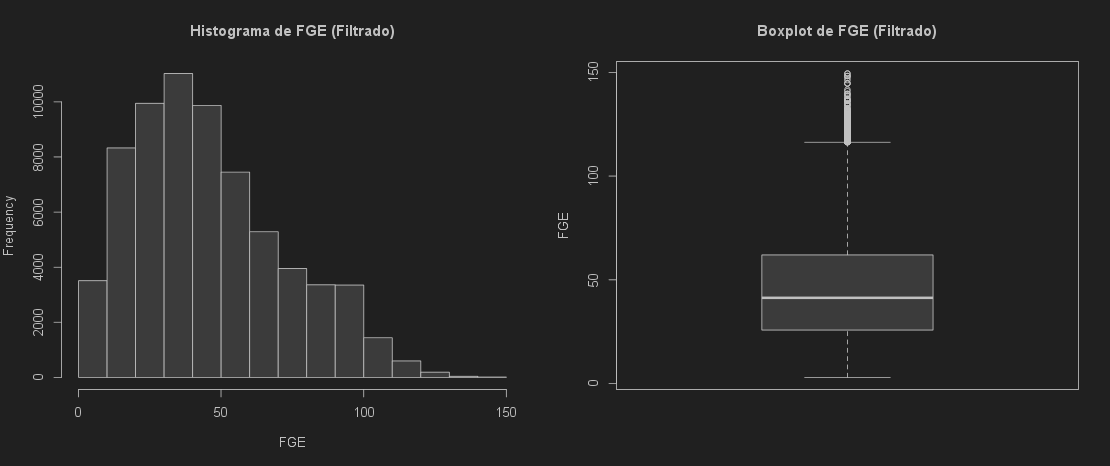 Histograma de FGE (Filtrado)
Frequency
10000
8000
6000
4000
2000
0
0 50 100 150
FGE
Boxplot de FGE (Filtrado)
FGE
150
100
50
0